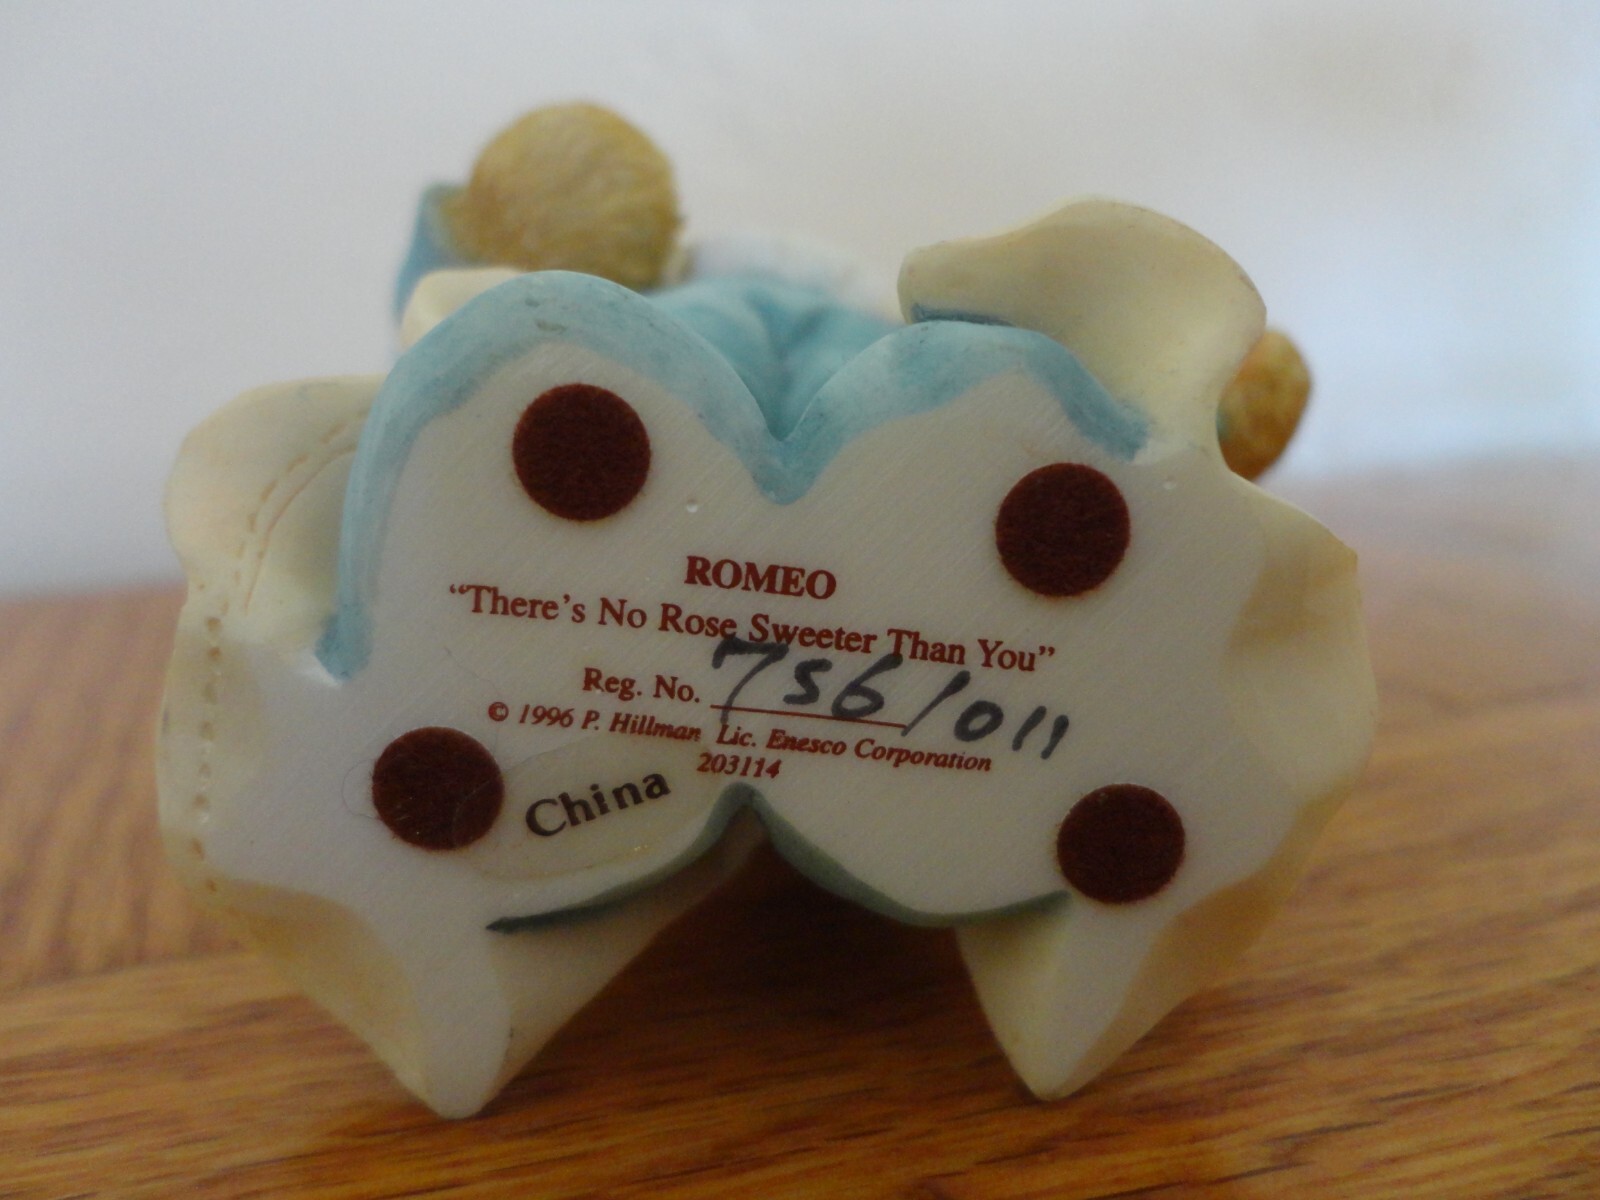 ROMEO
“There's No Rose Sweeter Than You”
Reg. No. 756/011
© 1996 P. Hillman Lic. Enesco Corporation
203114
China